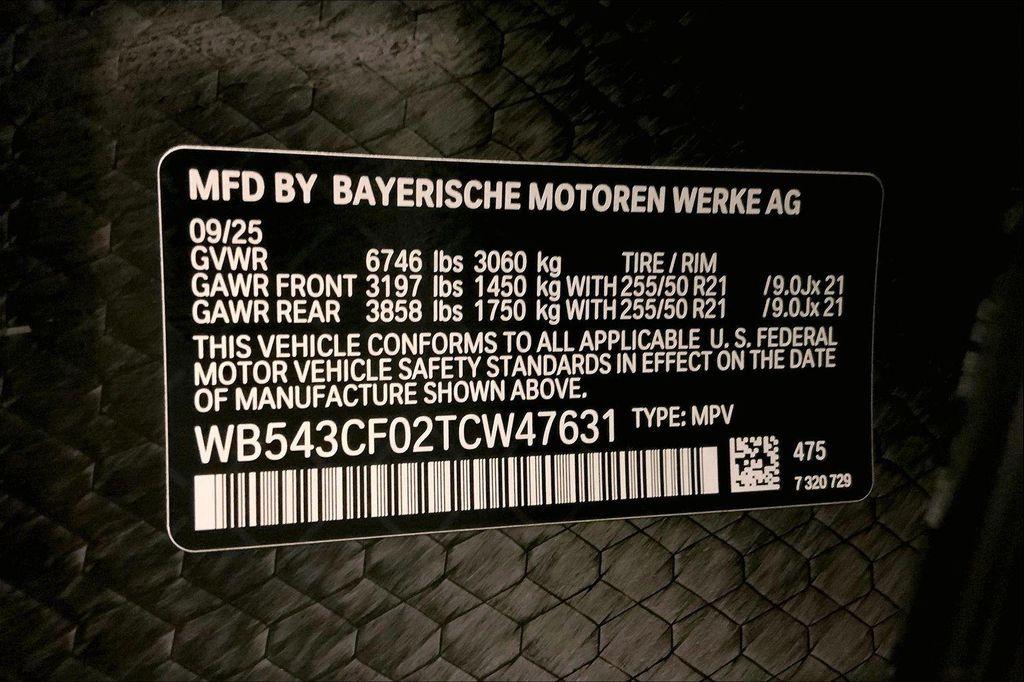 MFD BY BAYERISCHE MOTOREN WERKE AG
09/25
GVWR 6746 lbs 3060 kg TIRE / RIM
GAWR FRONT 3197 lbs 1450 kg WITH 255/50 R21 /9.0Jx 21
GAWR REAR 3858 lbs 1750 kg WITH 255/50 R21 /9.0Jx 21
THIS VEHICLE CONFORMS TO ALL APPLICABLE U. S. FEDERAL
MOTOR VEHICLE SAFETY STANDARDS IN EFFECT ON THE DATE
OF MANUFACTURE SHOWN ABOVE.
WB543CF02TCW47631 TYPE: MPV
475
7 320 729